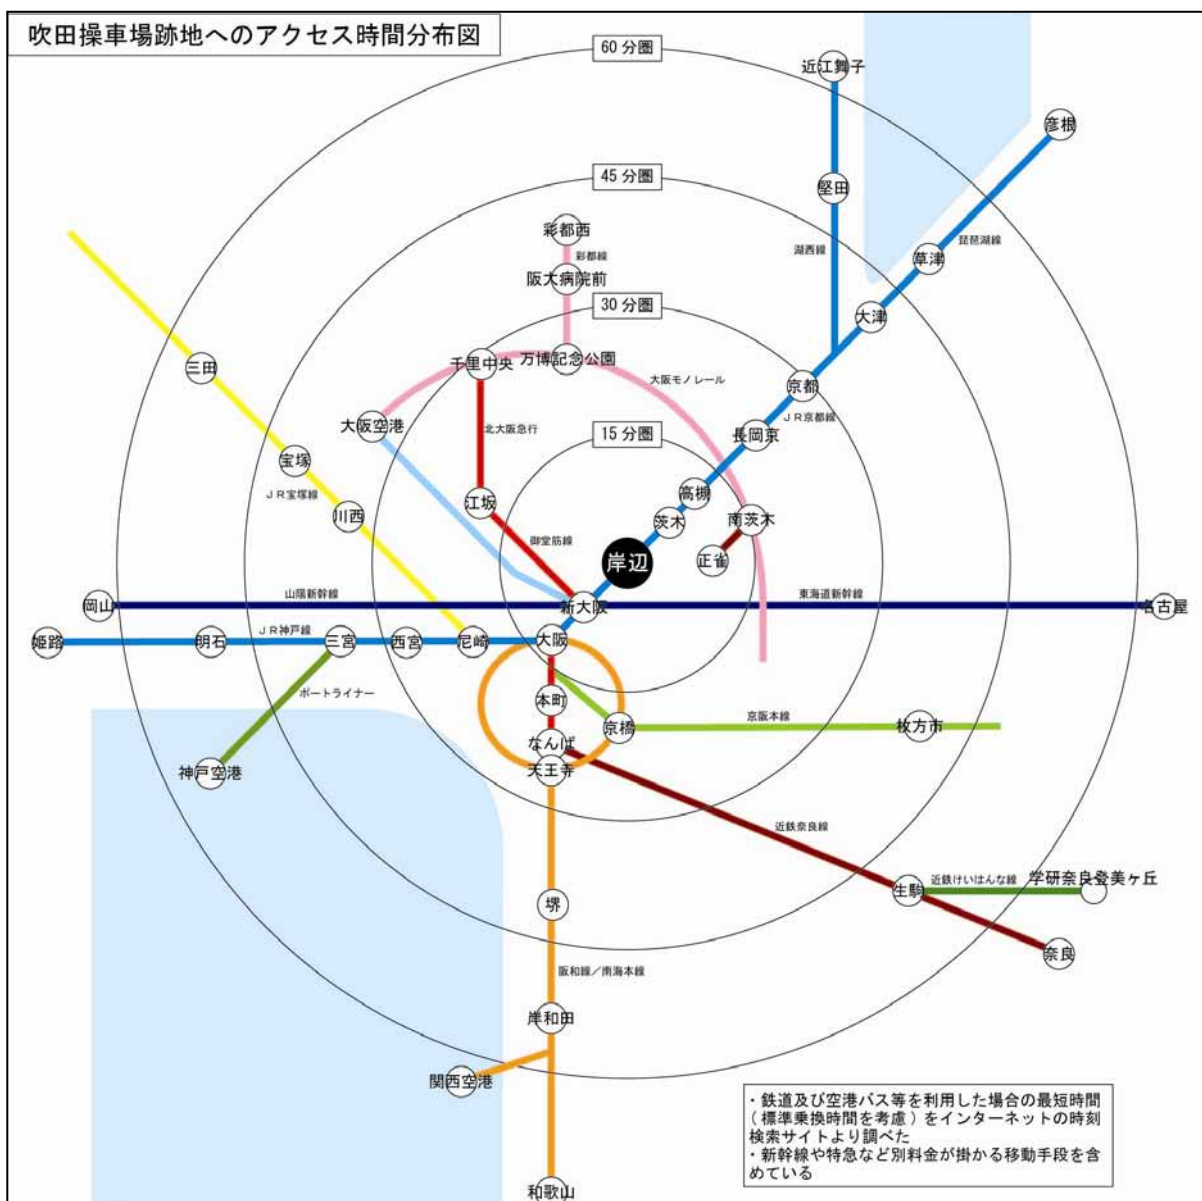 吹田操車場跡地へのアクセス時間分布図
60分圏
近江舞子
彦根
45分圏
堅田
彩都西
彩都線
琵琶湖線
湖西線
草津
阪大病院前
30分圏
大津
千里中央
万博記念公園
三田
大阪モノレール
京都
大阪空港
北大阪急行
15分圏
JR京都線
長岡京
宝塚
JR宝塚線
高槻
江坂
川西
茨木
南茨木
御堂筋線
岸辺
正雀
岡山
山陽新幹線
新大阪
東海道新幹線
名古屋
姫路
JR神戸線
明石
三宮
西宮
尼崎
大阪
ポートライナー
本町
京橋
京阪本線
枚方市
なんば
神戸空港
天王寺
近鉄奈良線
生駒
近鉄けいはんな線
学研奈良登美ヶ丘
堺
奈良
阪和線/南海本線
岸和田
関西空港
和歌山
・鉄道及び空港バス等を利用した場合の最短時間
(標準乗換時間を考慮)をインターネットの時刻
検索サイトより調べた
・新幹線や特急など別料金が掛かる移動手段を含
めている